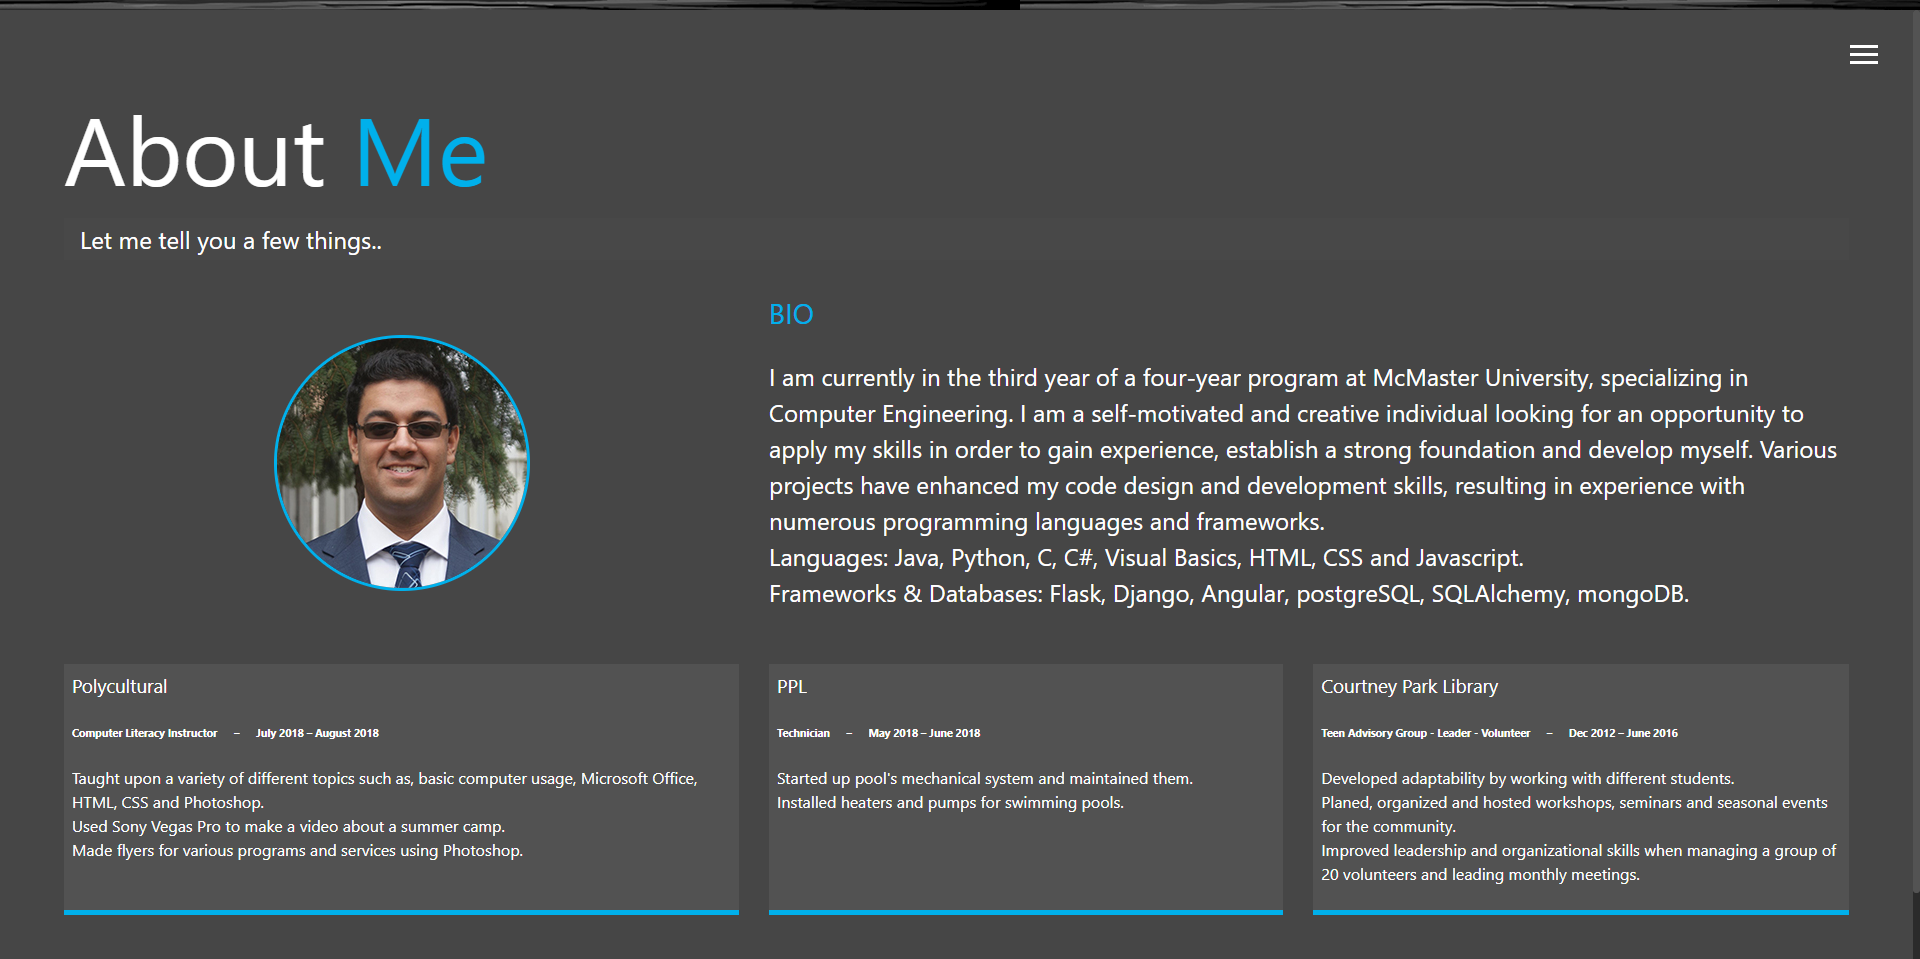 About Me
Let me tell you a few things..
BIO
I am currently in the third year of a four-year program at McMaster University, specializing in
Computer Engineering. I am a self-motivated and creative individual looking for an opportunity to
apply my skills in order to gain experience, establish a strong foundation and develop myself. Various
projects have enhanced my code design and development skills, resulting in experience with
numerous programming languages and frameworks.
Languages: Java, Python, C, C#, Visual Basics, HTML, CSS and Javascript.
Frameworks & Databases: Flask, Django, Angular, postgreSQL, SQLAlchemy, mongoDB.
Polycultural
Computer Literacy Instructor – July 2018 – August 2018
Taught upon a variety of different topics such as, basic computer usage, Microsoft Office,
HTML, CSS and Photoshop.
Used Sony Vegas Pro to make a video about a summer camp.
Made flyers for various programs and services using Photoshop.
PPL
Technician – May 2018 – June 2018
Started up pool's mechanical system and maintained them.
Installed heaters and pumps for swimming pools.
Courtney Park Library
Teen Advisory Group - Leader - Volunteer – Dec 2012 – June 2016
Developed adaptability by working with different students.
Planed, organized and hosted workshops, seminars and seasonal events
for the community.
Improved leadership and organizational skills when managing a group of
20 volunteers and leading monthly meetings.